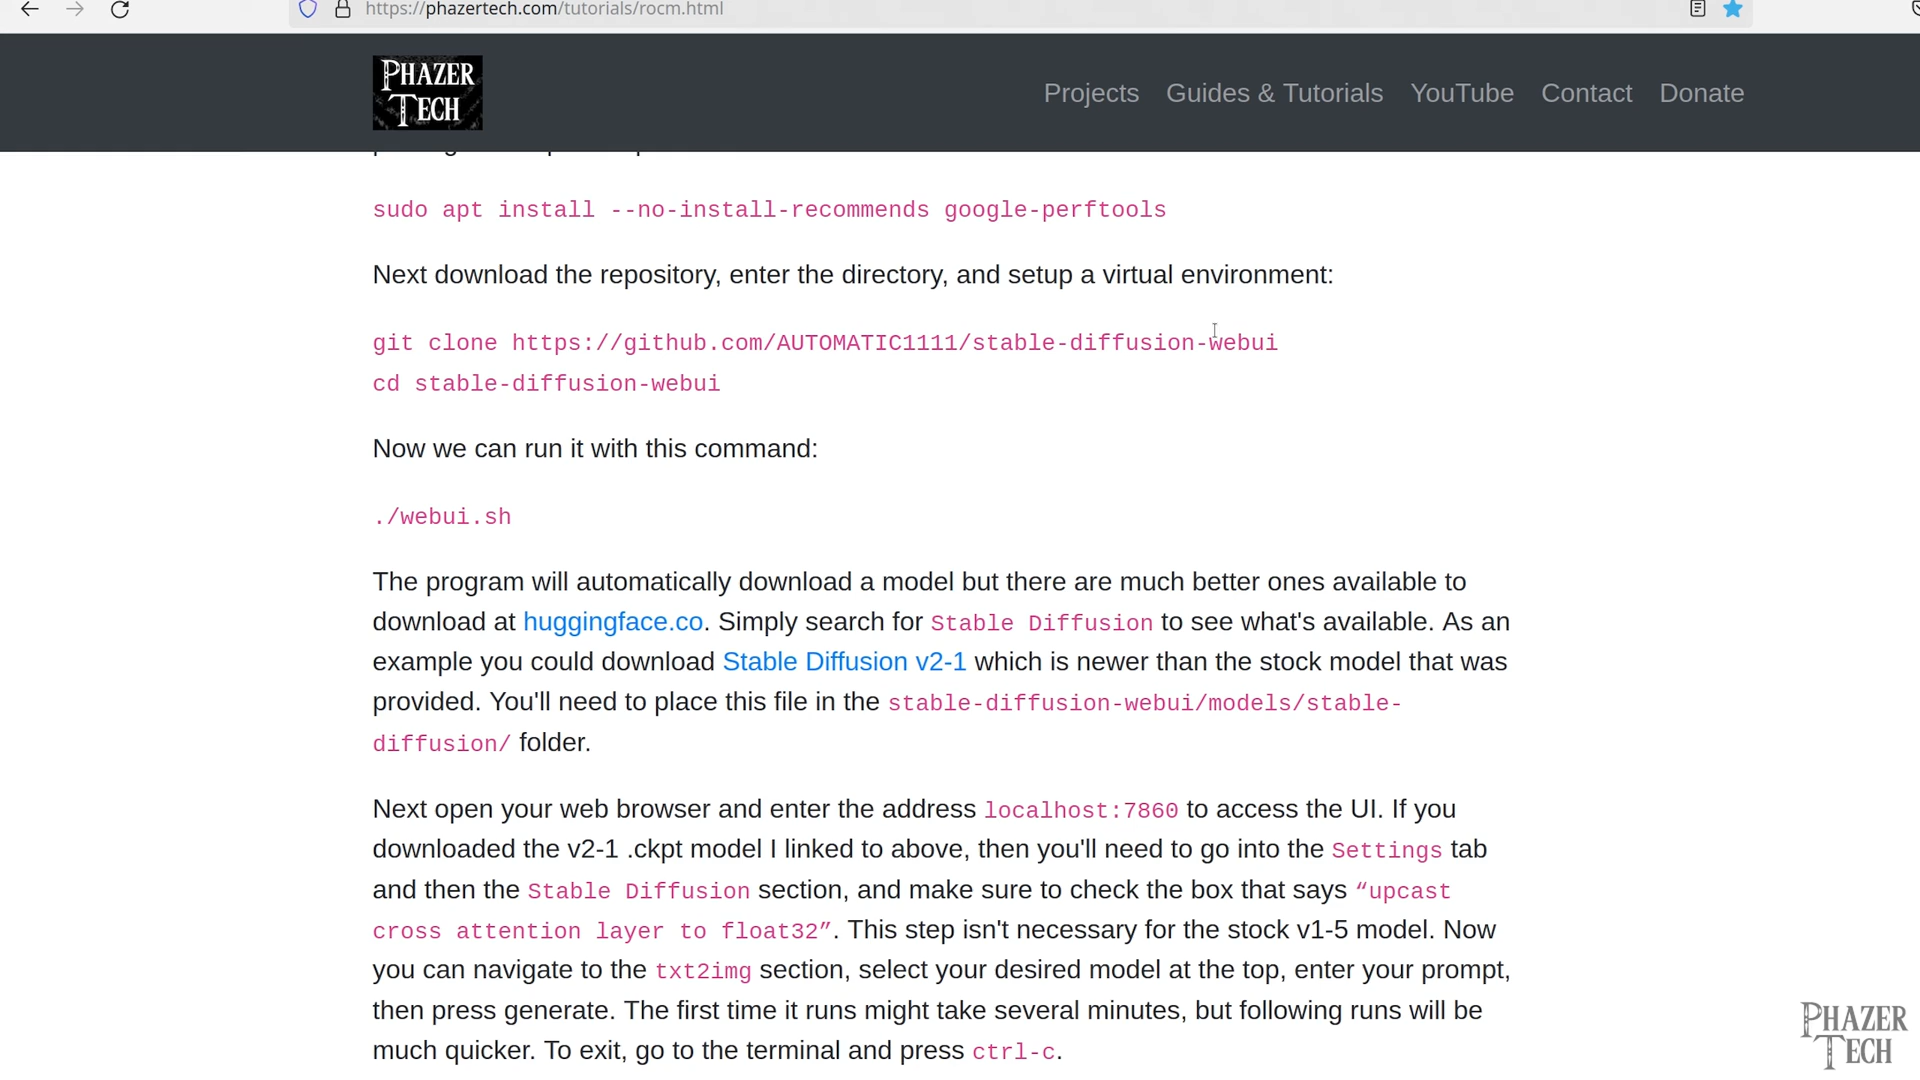 https://phazertech.com/tutorials/rocm.html
PHAZER
TECH
Projects Guides & Tutorials YouTube Contact Donate
sudo apt install --no-install-recommends google-perftools
Next download the repository, enter the directory, and setup a virtual environment:
git clone https://github.com/AUTOMATIC1111/stable-diffusion-webui
cd stable-diffusion-webui
Now we can run it with this command:
./webui.sh
The program will automatically download a model but there are much better ones available to
download at huggingface.co. Simply search for Stable Diffusion to see what's available. As an
example you could download Stable Diffusion v2-1 which is newer than the stock model that was
provided. You'll need to place this file in the stable-diffusion-webui/models/stable-
diffusion/ folder.
Next open your web browser and enter the address localhost:7860 to access the UI. If you
downloaded the v2-1 .ckpt model I linked to above, then you'll need to go into the Settings tab
and then the Stable Diffusion section, and make sure to check the box that says “upcast
cross attention layer to float32”. This step isn't necessary for the stock v1-5 model. Now
you can navigate to the txt2img section, select your desired model at the top, enter your prompt,
then press generate. The first time it runs might take several minutes, but following runs will be
much quicker. To exit, go to the terminal and press ctrl-c.
PHAZER
TECH